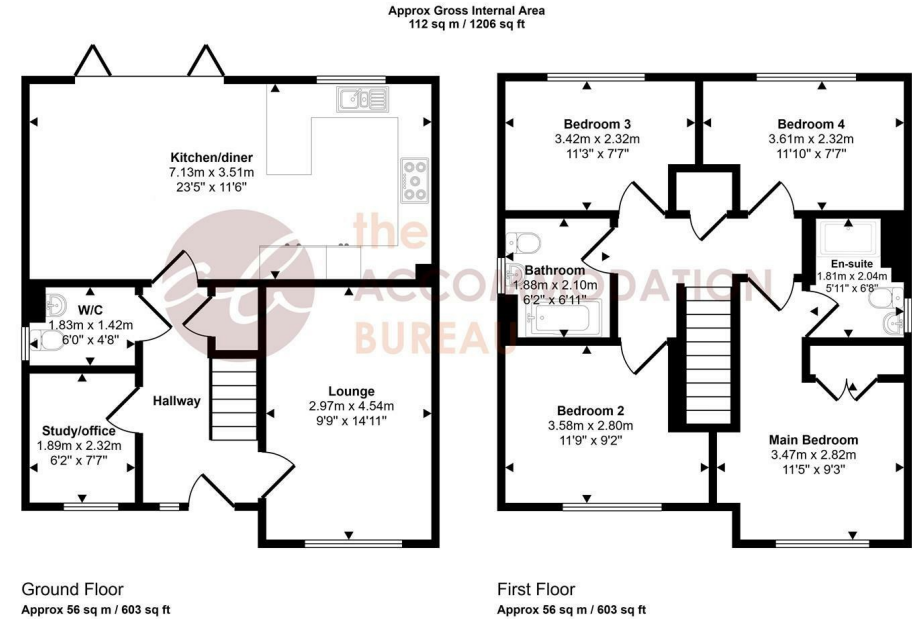 Approx Gross Internal Area
112 sq m / 1206 sq ft
Kitchen/diner
7.13m x 3.51m
23'5" x 11'6"
W/C
1.83m x 1.42m
6'0" x 4'8"
Study/office
1.89m x 2.32m
6'2" x 7'7"
Hallway
Lounge
2.97m x 4.54m
9'9" x 14'11"
Bedroom 3
3.42m x 2.32m
11'3" x 7'7"
Bedroom 4
3.61m x 2.32m
11'10" x 7'7"
Bathroom
1.88m x 2.10m
6'2" x 6'11"
En-suite
1.81m x 2.04m
5'11" x 6'8"
Bedroom 2
3.58m x 2.80m
11'9" x 9'2"
Main Bedroom
3.47m x 2.82m
11'5" x 9'3"
the
ACCOMMODATION
BUREAU
Ground Floor
Approx 56 sq m / 603 sq ft
First Floor
Approx 56 sq m / 603 sq ft